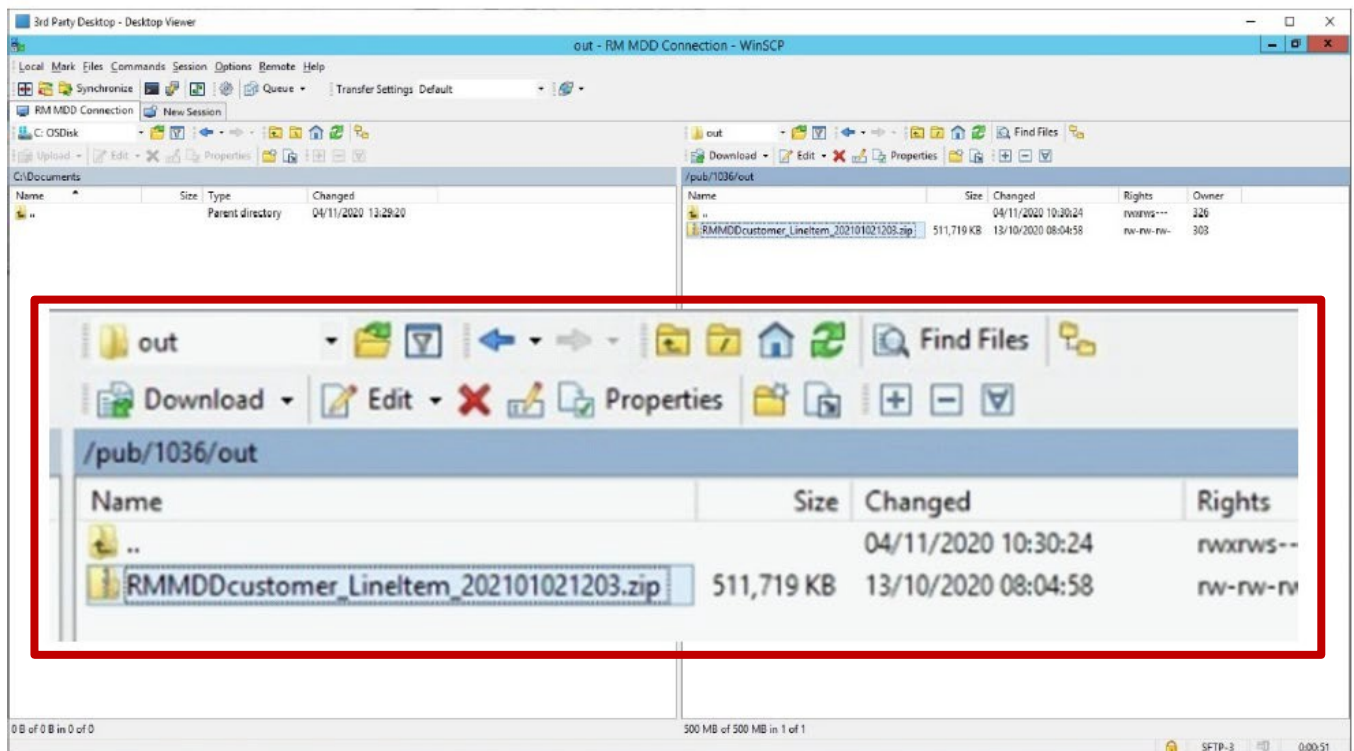 3rd Party Desktop - Desktop Viewer
out - RM MDD Connection - WinSCP
Local Mark Files Commands Session Options Remote Help
Synchronize Queue Transfer Settings Default
RM MDD Connection New Session
C: OSDisk
Upload Edit Properties
C:\Documents
Name Size Type Changed
.. Parent directory 04/11/2020 13:29:20
out Find Files
Download Edit Properties
/pub/1036/out
Name Size Changed Rights Owner
.. 04/11/2020 10:30:24 rwxrws--- 326
RMMDDcustomer_LineItem_202101021203.zip 511,719 KB 13/10/2020 08:04:58 rw-rw-rw- 303
out Find Files
Download Edit Properties
/pub/1036/out
Name Size Changed Rights
.. 04/11/2020 10:30:24 rwxrws--
RMMDDcustomer_LineItem_202101021203.zip 511,719 KB 13/10/2020 08:04:58 rw-rw-rw
0 B of 0 B in 0 of 0
500 MB of 500 MB in 1 of 1
SFTP-3 0:00:51